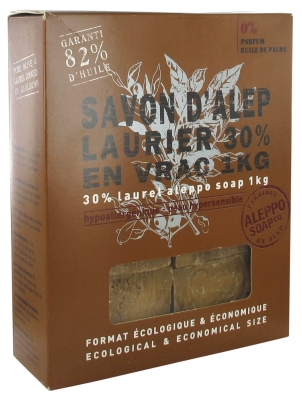 GARANTI
82%
D'HUILE
0%
PARFUM
HUILE DE PALME
SAVON D'ALEP
LAURIER 30%
EN VRAC 1KG
30% laurel aleppo soap 1kg
ALEPPO
SOAP CO.
FORMAT ÉCOLOGIQUE & ÉCONOMIQUE
ECOLOGICAL & ECONOMICAL SIZE